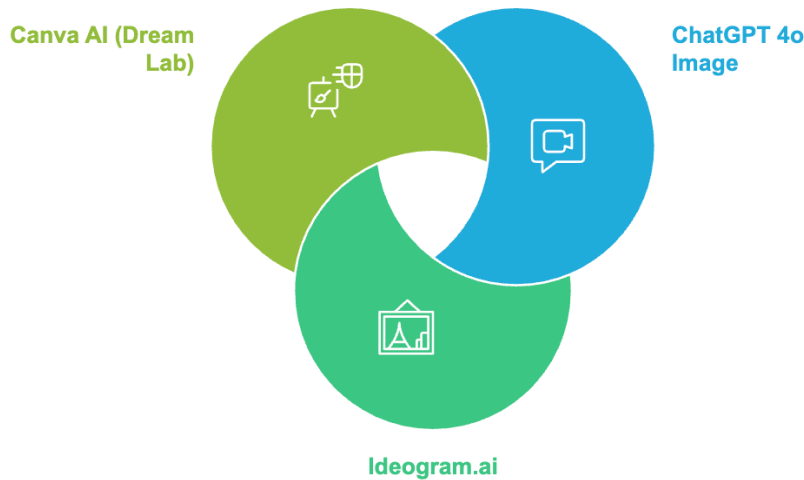 Canva AI (Dream
Lab)
ChatGPT 4o
Image
Ideogram.ai